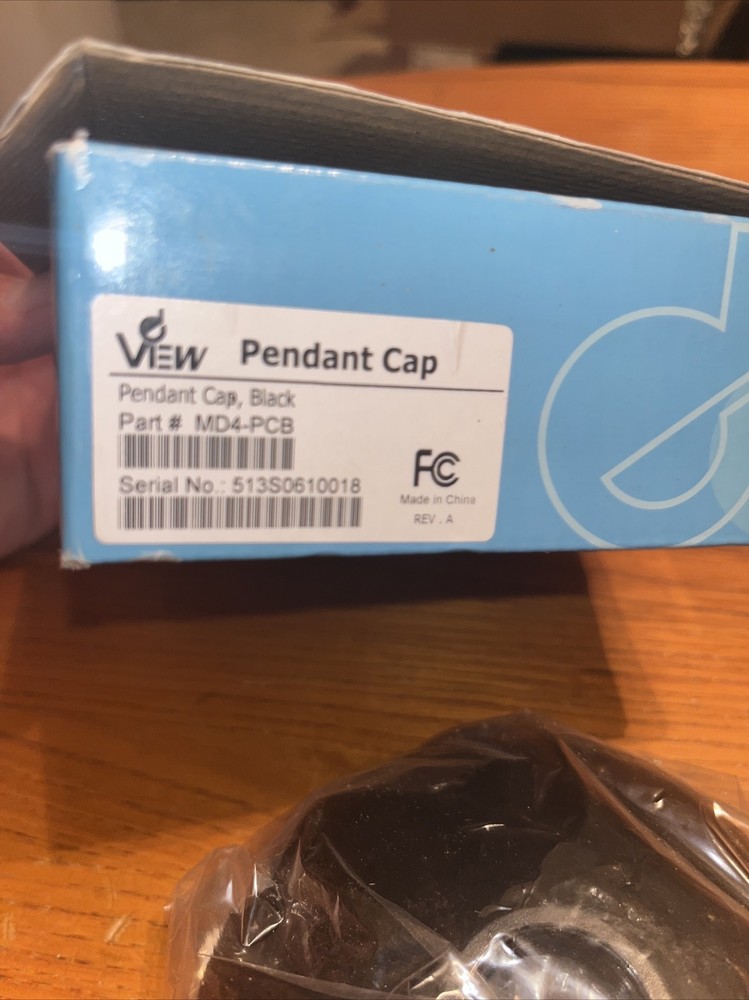 VIEW Pendant Cap
Pendant Cap, Black
Part # MD4-PCB
Serial No.: 513S0610018
FC
Made in China
REV . A